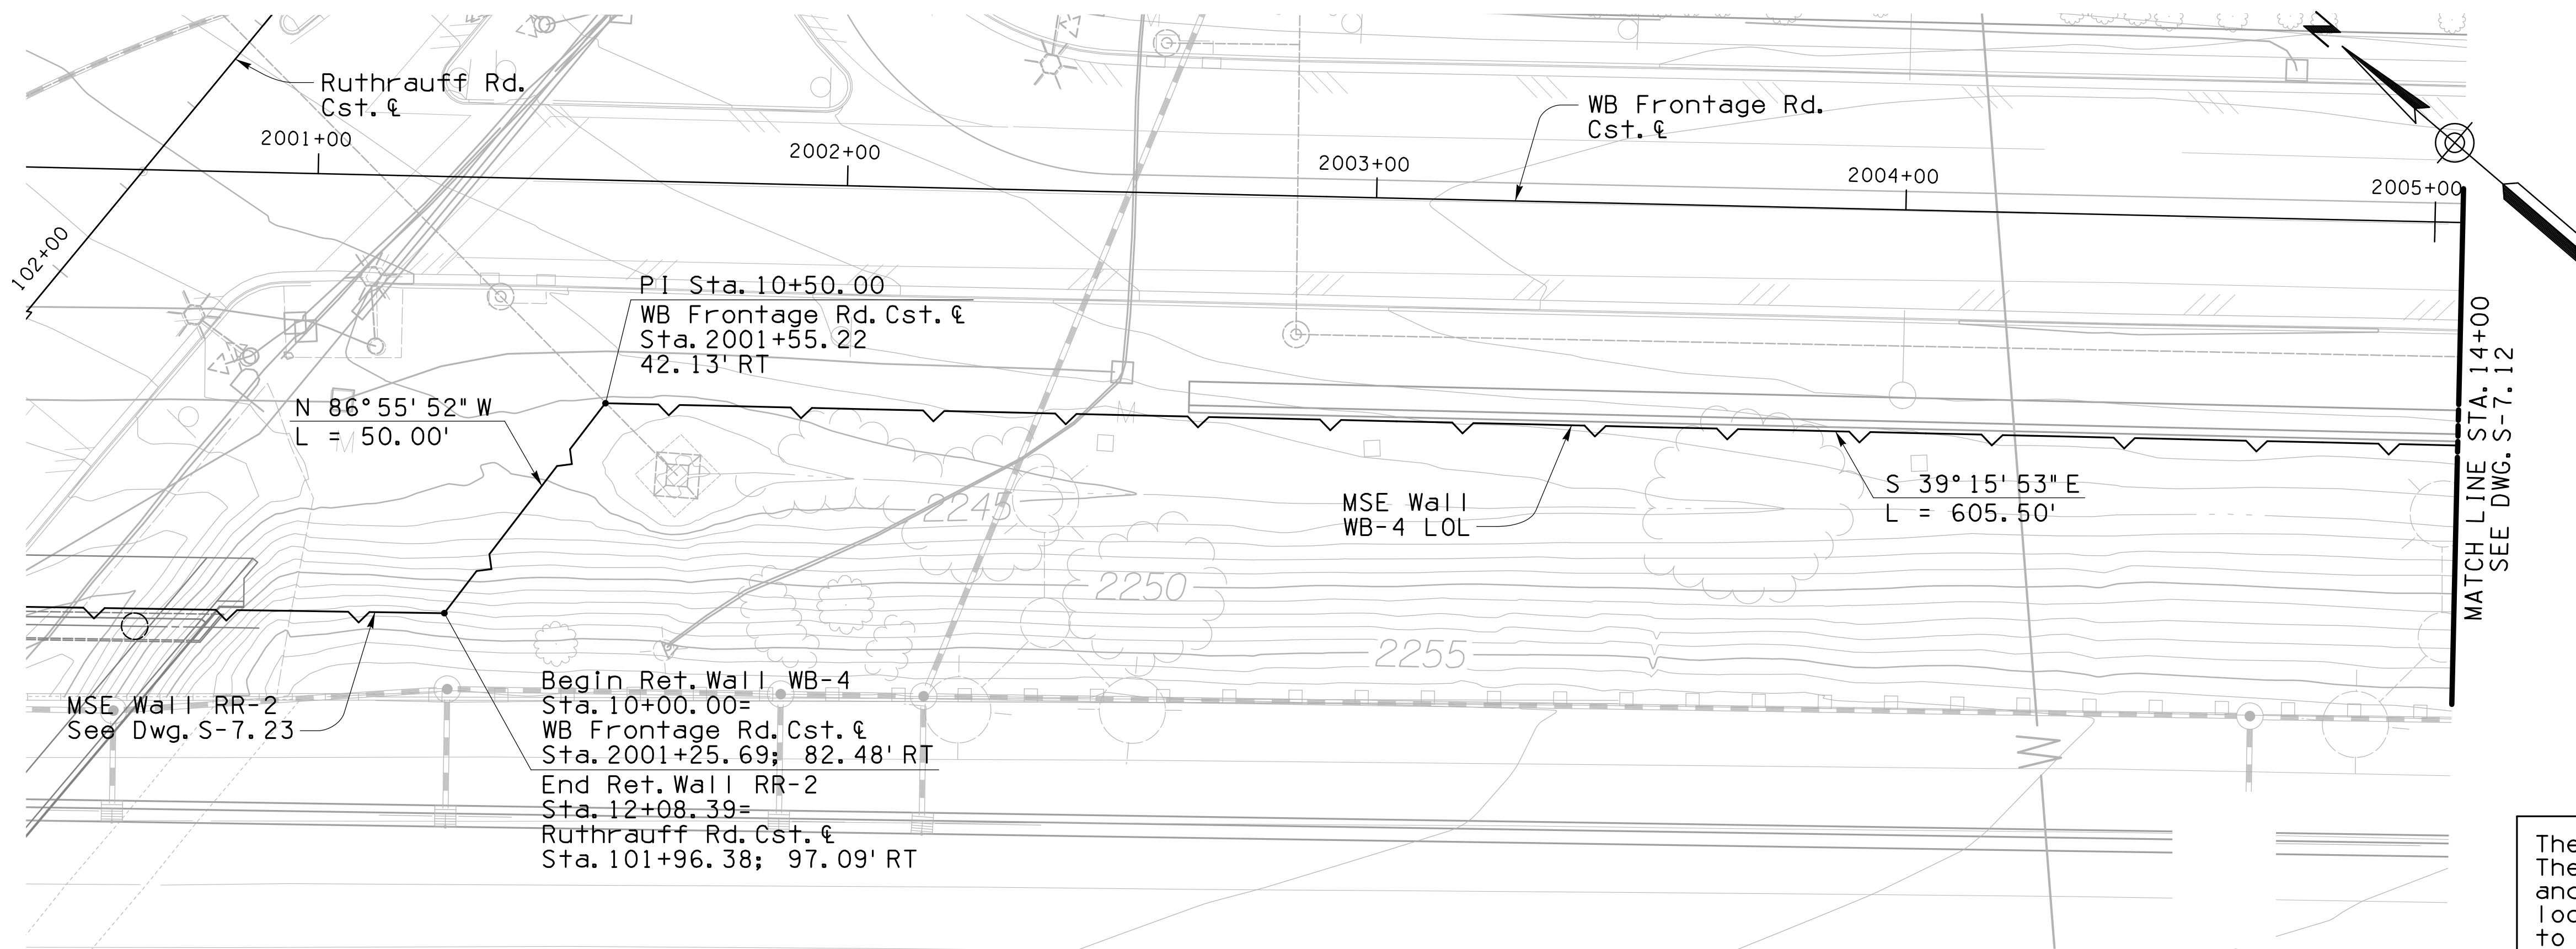 Ruthrauff Rd.
Cst. ℄
2001+00
2002+00
2003+00
2004+00
2005+00
WB Frontage Rd.
Cst. ℄
102+00
PI Sta. 10+50.00
WB Frontage Rd. Cst. ℄
Sta. 2001+55.22
42.13' RT
N 86°55'52" W
L = 50.00'
MSE Wall
WB-4 LOL
S 39°15'53" E
L = 605.50'
MATCH LINE STA. 14+00
SEE DWG. S-7.12
2245
2250
2255
MSE Wall RR-2
See Dwg. S-7.23
Begin Ret. Wall WB-4
Sta. 10+00.00=
WB Frontage Rd. Cst. ℄
Sta. 2001+25.69; 82.48' RT
End Ret. Wall RR-2
Sta. 12+08.39=
Ruthrauff Rd. Cst. ℄
Sta. 101+96.38; 97.09' RT
to